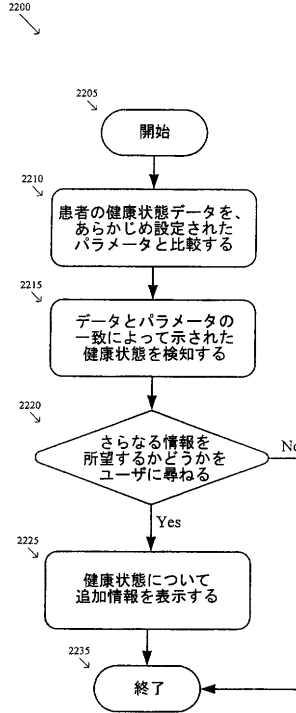 2200
2205
開始
2210
患者の健康状態データを、
あらかじめ設定された
パラメータと比較する
2215
データとパラメータの
一致によって示された
健康状態を検知する
2220
さらなる情報を
所望するかどうかを
ユーザに尋ねる
No
Yes
2225
健康状態について
追加情報を表示する
2235
終了